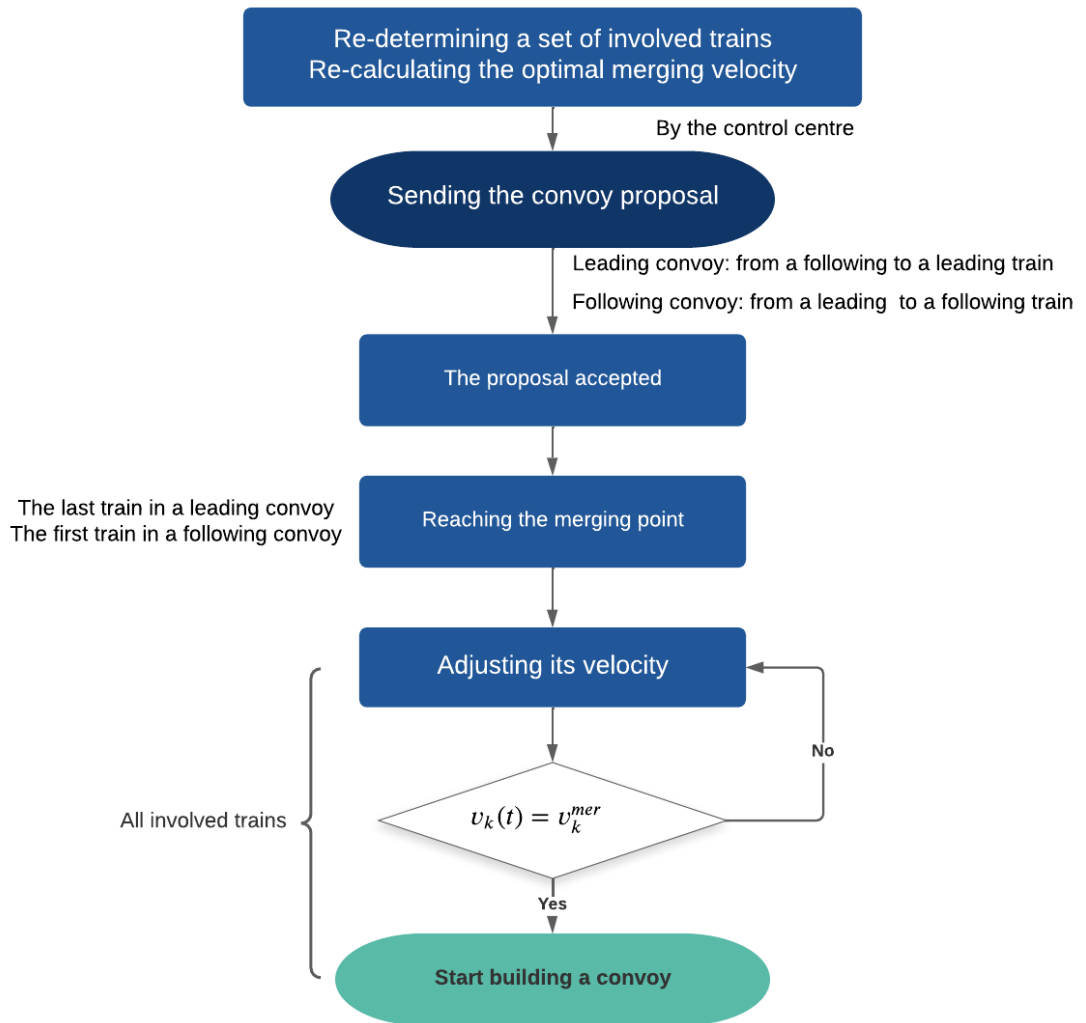 Re-determining a set of involved trains
Re-calculating the optimal merging velocity
By the control centre
Sending the convoy proposal
Leading convoy: from a following to a leading train
Following convoy: from a leading  to a following train
The proposal accepted
The last train in a leading convoy
The first train in a following convoy
Reaching the merging point
Adjusting its velocity
No
All involved trains
v_k(t) = v_k^{mer}
Yes
Start building a convoy